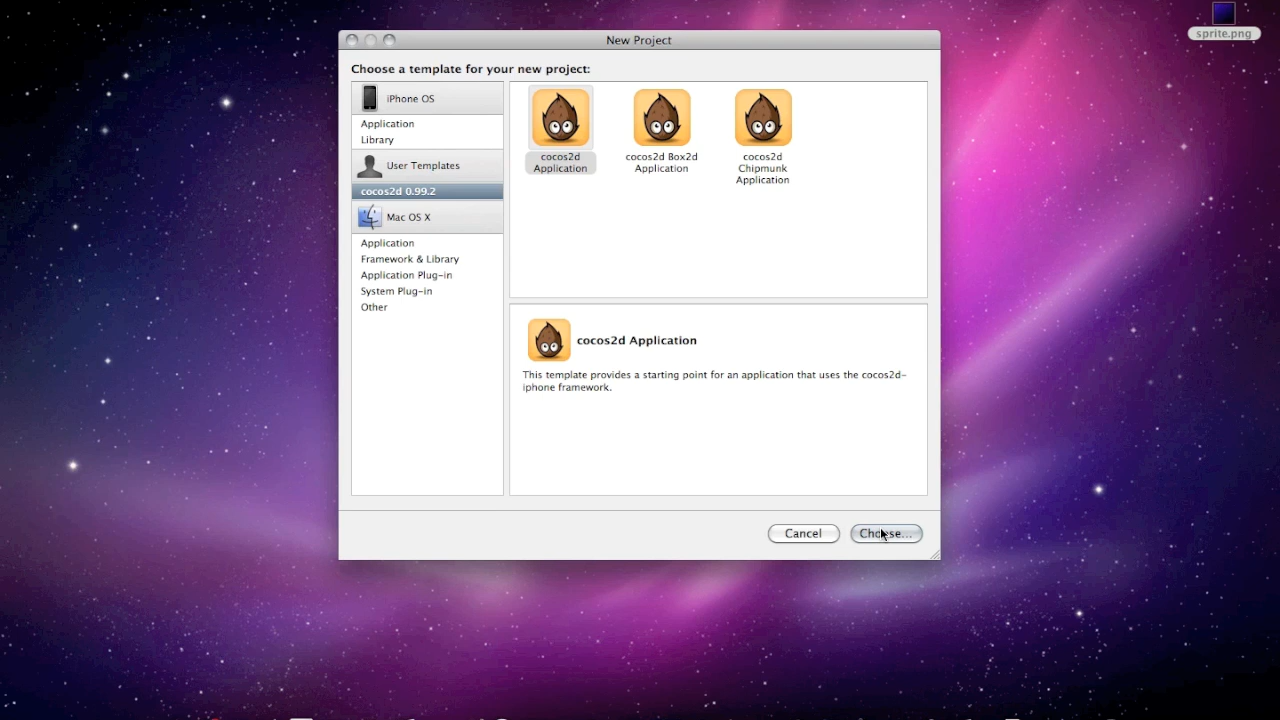 sprite.png
New Project
Choose a template for your new project:
iPhone OS
Application
Library
User Templates
cocos2d 0.99.2
Mac OS X
Application
Framework & Library
Application Plug-in
System Plug-in
Other
cocos2d
Application
cocos2d Box2d
Application
cocos2d
Chipmunk
Application
cocos2d Application
This template provides a starting point for an application that uses the cocos2d-
iphone framework.
Cancel
Choose...